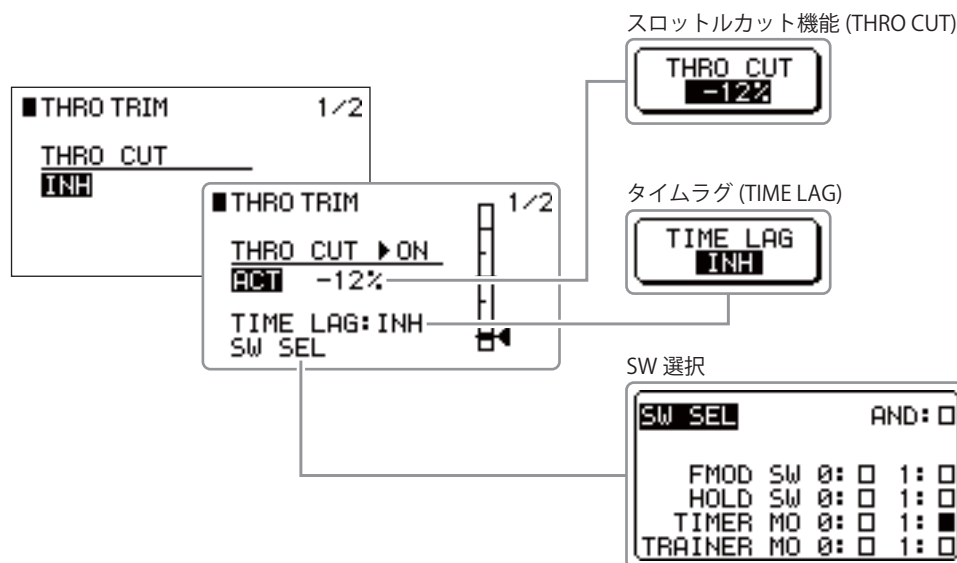 ■THRO TRIM 1/2
THRO CUT
INH
■THRO TRIM 1/2
THRO CUT ▶ON
ACT -12%
TIME LAG:INH
SW SEL
スロットルカット機能 (THRO CUT)
THRO CUT
-12%
タイムラグ (TIME LAG)
TIME LAG
INH
SW 選択
SW SEL AND:□
FMOD SW 0:□ 1:□
HOLD SW 0:□ 1:□
TIMER MO 0:□ 1:■
TRAINER MO 0:□ 1:□